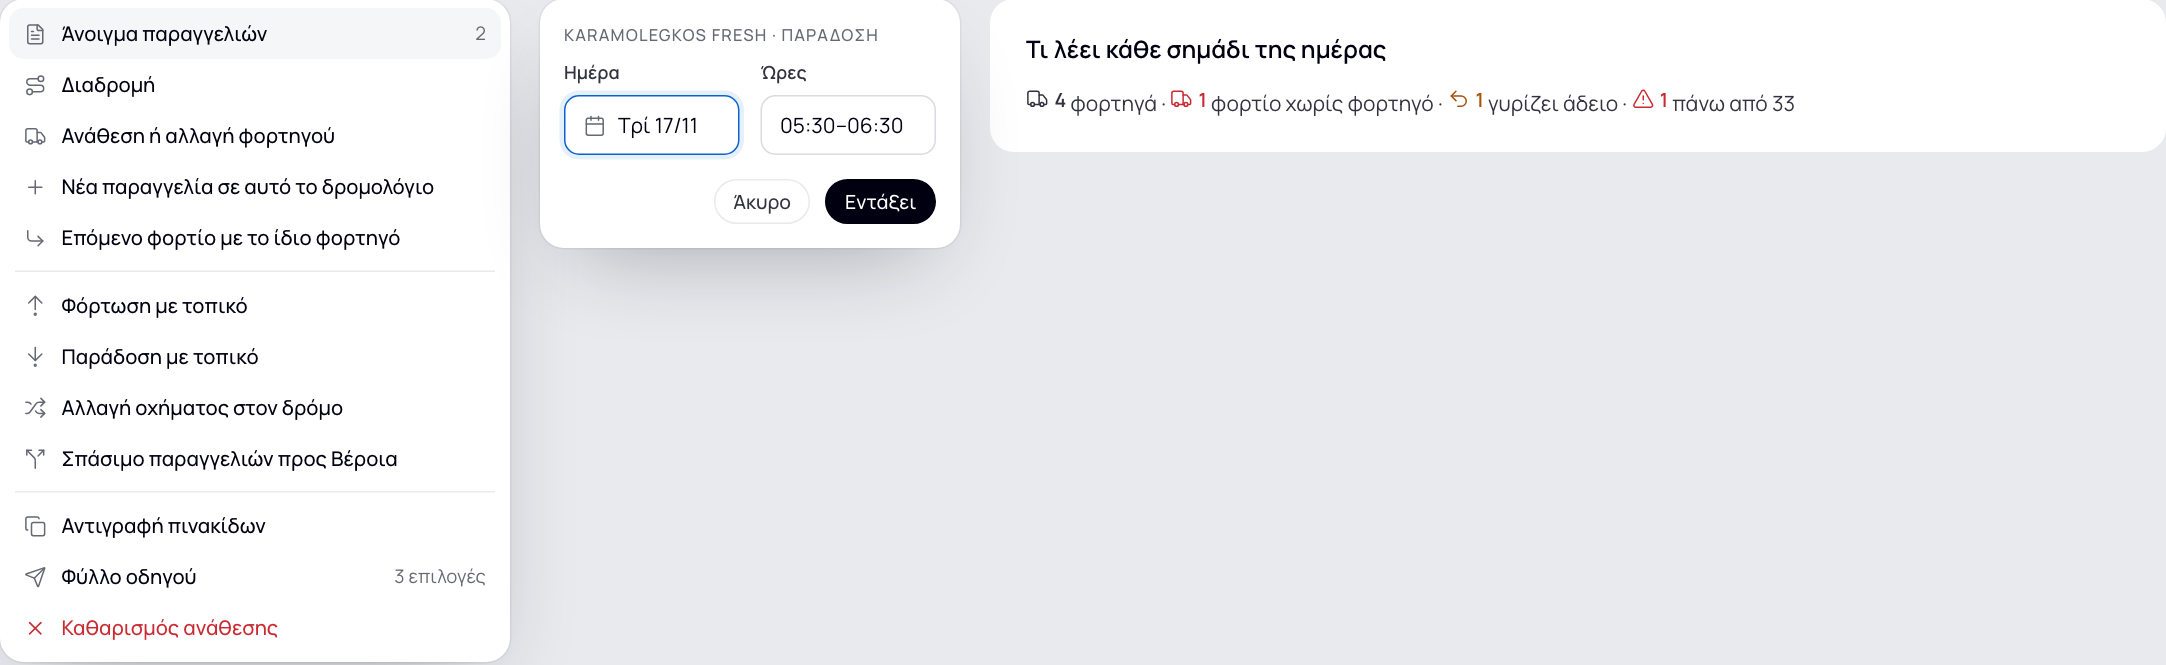 Άνοιγμα παραγγελιών 2
Διαδρομή
Ανάθεση ή αλλαγή φορτηγού
Νέα παραγγελία σε αυτό το δρομολόγιο
Επόμενο φορτίο με το ίδιο φορτηγό
Φόρτωση με τοπικό
Παράδοση με τοπικό
Αλλαγή οχήματος στον δρόμο
Σπάσιμο παραγγελιών προς Βέροια
Αντιγραφή πινακίδων
Φύλλο οδηγού 3 επιλογές
Καθαρισμός ανάθεσης
KARAMOLEGKOS FRESH · ΠΑΡΑΔΟΣΗ
Ημέρα Ώρες
Τρί 17/11 05:30–06:30
Άκυρο Εντάξει
Τι λέει κάθε σημάδι της ημέρας
4 φορτηγά · 1 φορτίο χωρίς φορτηγό · 1 γυρίζει άδειο · 1 πάνω από 33